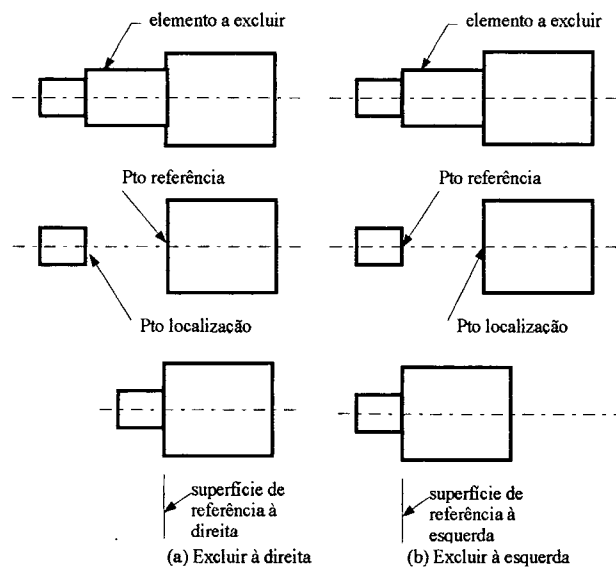 elemento a excluir
elemento a excluir
Pto referência
Pto referência
Pto localização
Pto localização
superfície de
referência à
direita
superfície de
referência à
esquerda
(a) Excluir à direita
(b) Excluir à esquerda